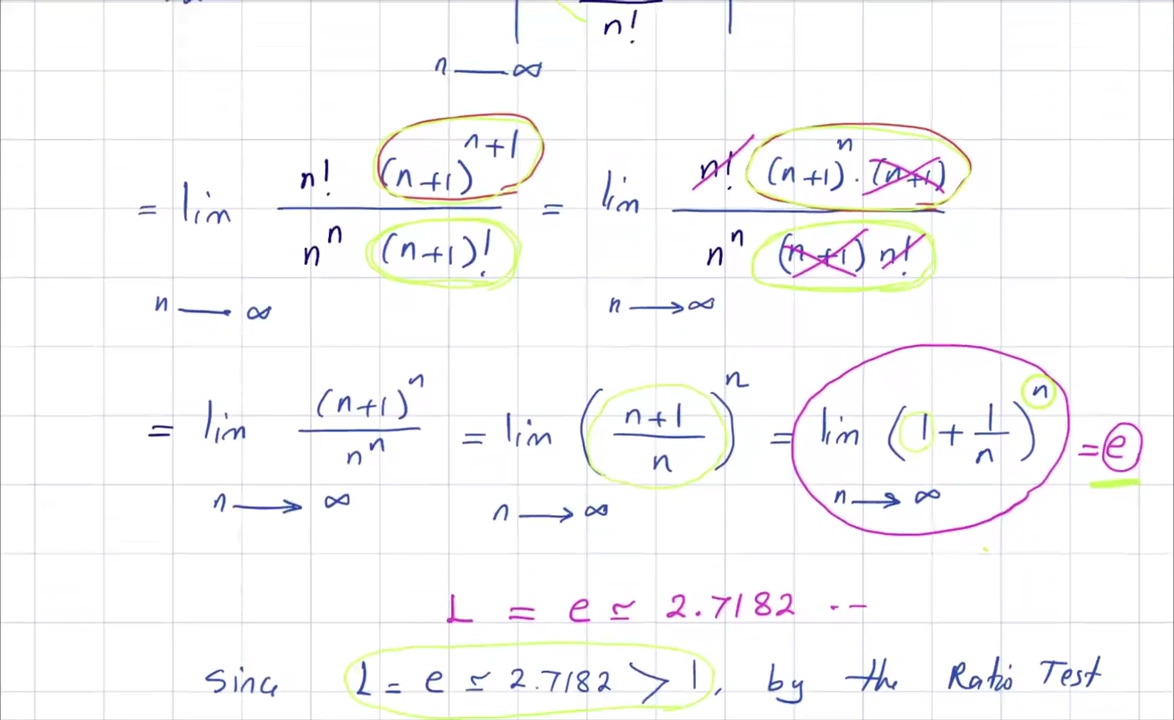 n!
n → ∞
= lim n! (n+1)^(n+1) / n^n (n+1)! = lim n! (n+1)^n · (n+1) / n^n (n+1) n!
n → ∞ n → ∞
= lim (n+1)^n / n^n = lim ((n+1)/n)^n = lim (1 + 1/n)^n = e
n → ∞ n → ∞ n → ∞
L = e ≃ 2.7182 --
Since L = e ≃ 2.7182 > 1, by the Ratio Test